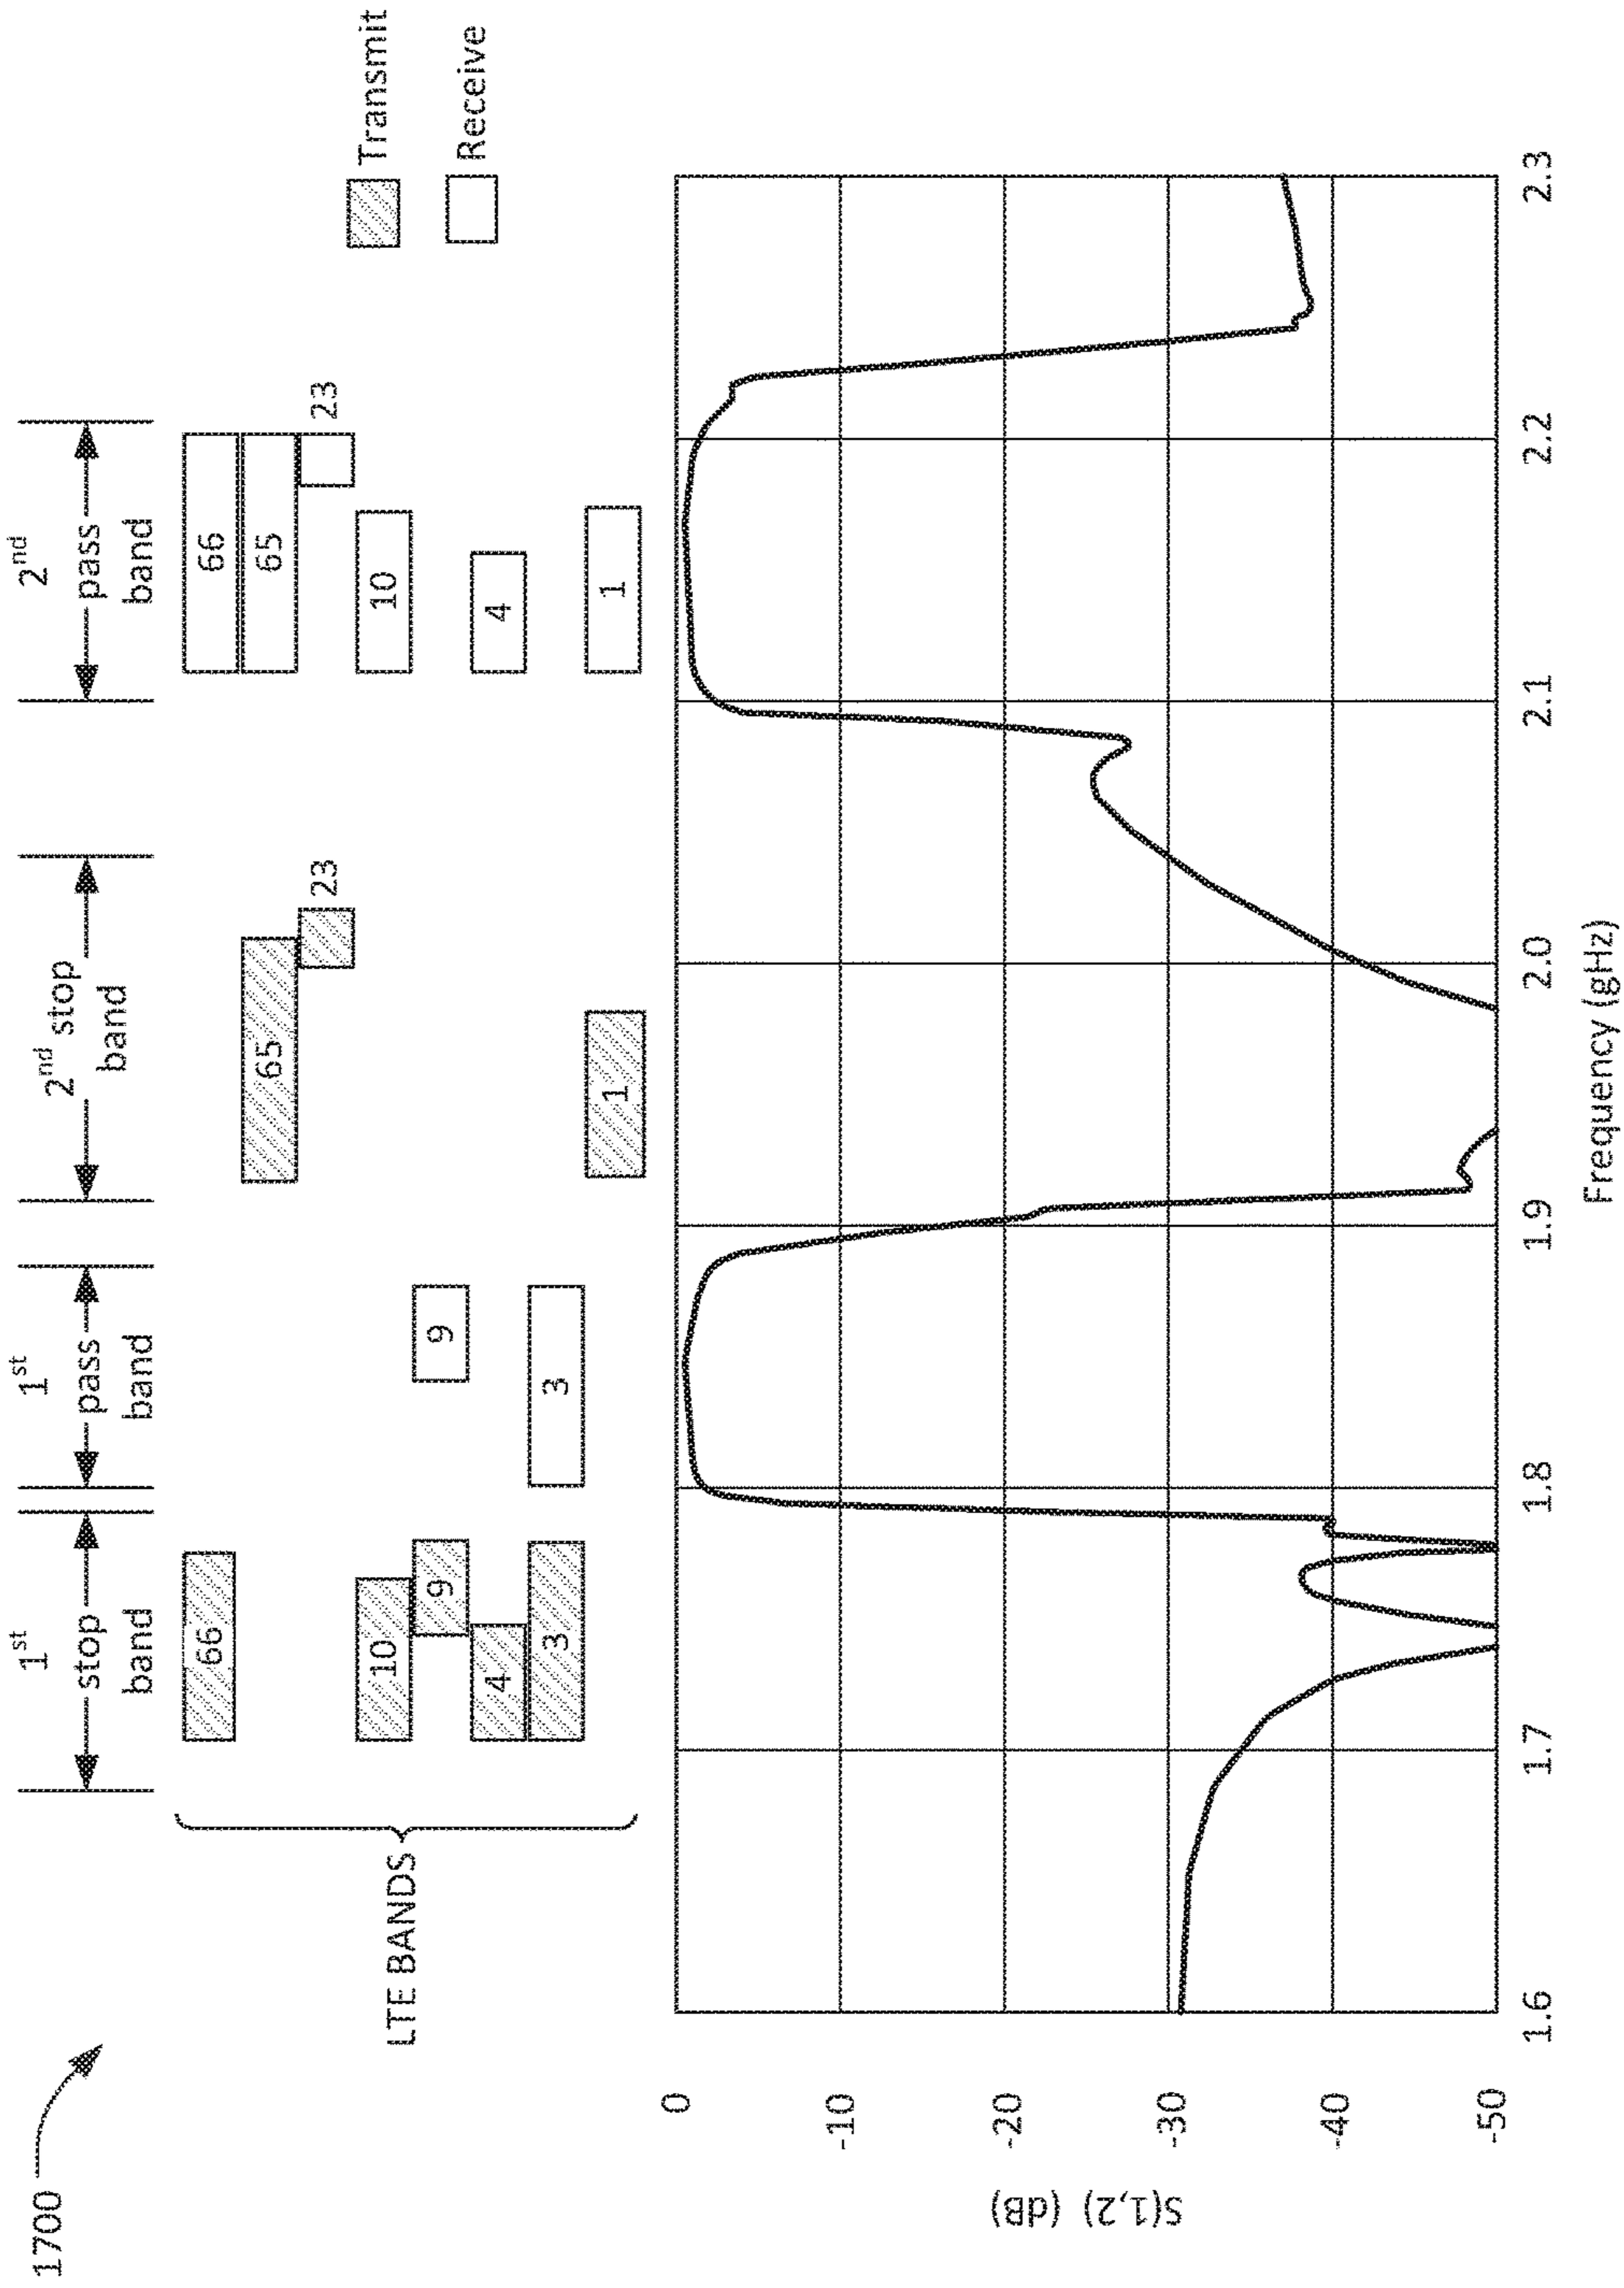 1700
1st stop band
1st pass band
2nd stop band
2nd pass band
LTE BANDS
66
66
65
65
23
23
10
10
9
9
4
4
3
3
1
1
Transmit
Receive
S(1,2) (dB)
0
-10
-20
-30
-40
-50
1.6 1.7 1.8 1.9 2.0 2.1 2.2 2.3
Frequency (gHz)